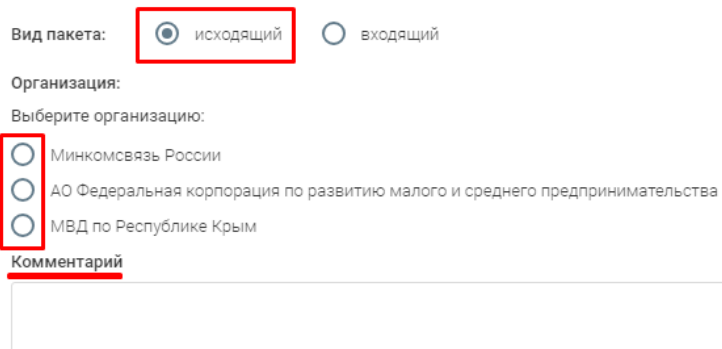 Вид пакета: исходящий входящий
Организация:
Выберите организацию:
Минкомсвязь России
АО Федеральная корпорация по развитию малого и среднего предпринимательства
МВД по Республике Крым
Комментарий